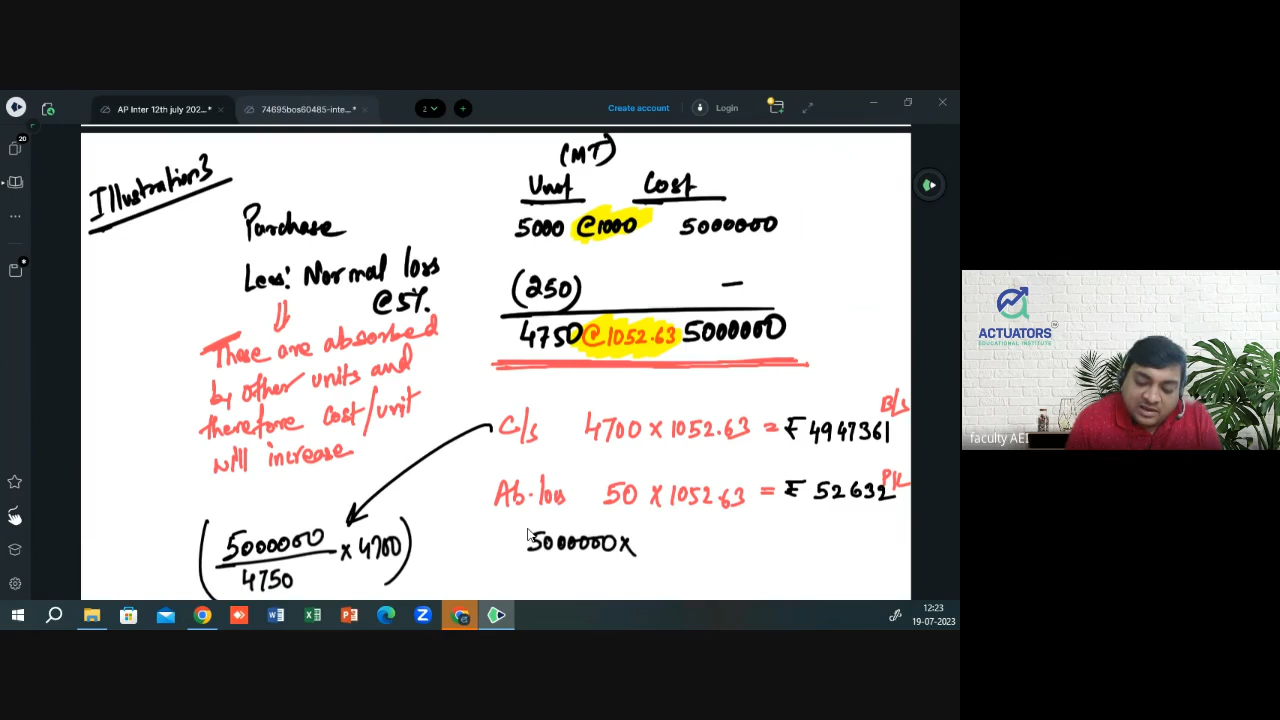 AP Inter 12th july 202...*
74695bos60485-inte...*
2
Create account
Login
20
Illustration3
(MT)
Unit Cost
Purchase 5000 @1000 5000000
Less: Normal loss (250) —
@5%.
4750 @1052.63 5000000
These are absorbed
by other units and
therefore cost/unit
will increase
C/s 4700 x 1052.63 = ₹ 4947361 B/s
Ab. loss 50 x 1052.63 = ₹ 52632 P/L
5000000 x
(5000000
4750
x 4700)
ACTUATORS
EDUCATIONAL INSTITUTE
faculty AEI
12:23
19-07-2023